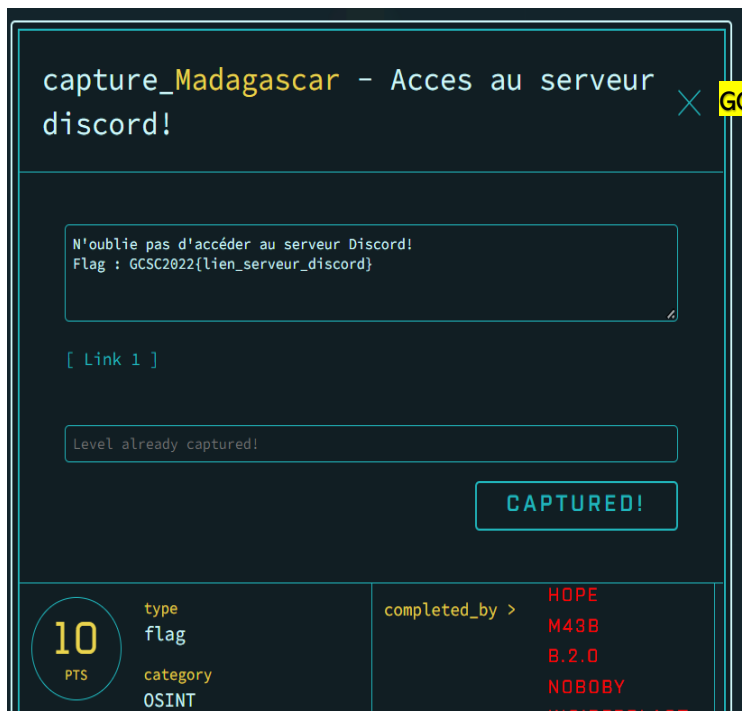 capture_Madagascar - Acces au serveur
discord!
N'oublie pas d'accéder au serveur Discord!
Flag : GCSC2022{lien_serveur_discord}
[ Link 1 ]
Level already captured!
CAPTURED!
10
PTS
type
flag
category
OSINT
completed_by >
HOPE
M43B
B.2.0
NOBOBY